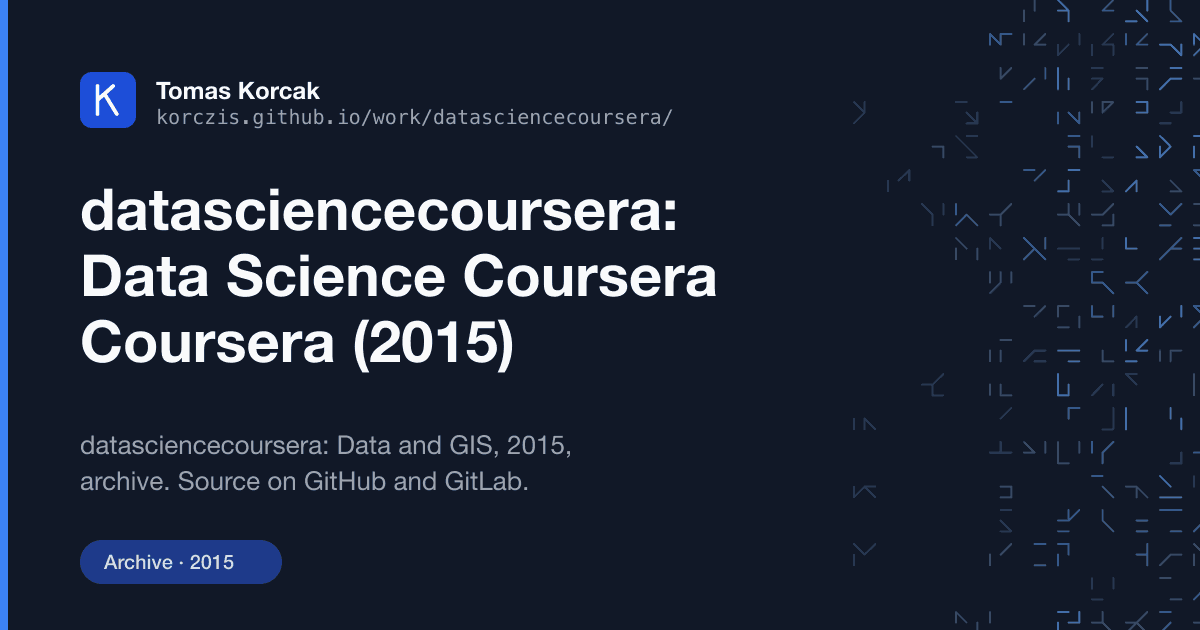 K
Tomas Korcak
korczis.github.io/work/datasciencecoursera/
datasciencecoursera:
Data Science Coursera
Coursera (2015)
datasciencecoursera: Data and GIS, 2015,
archive. Source on GitHub and GitLab.
Archive · 2015